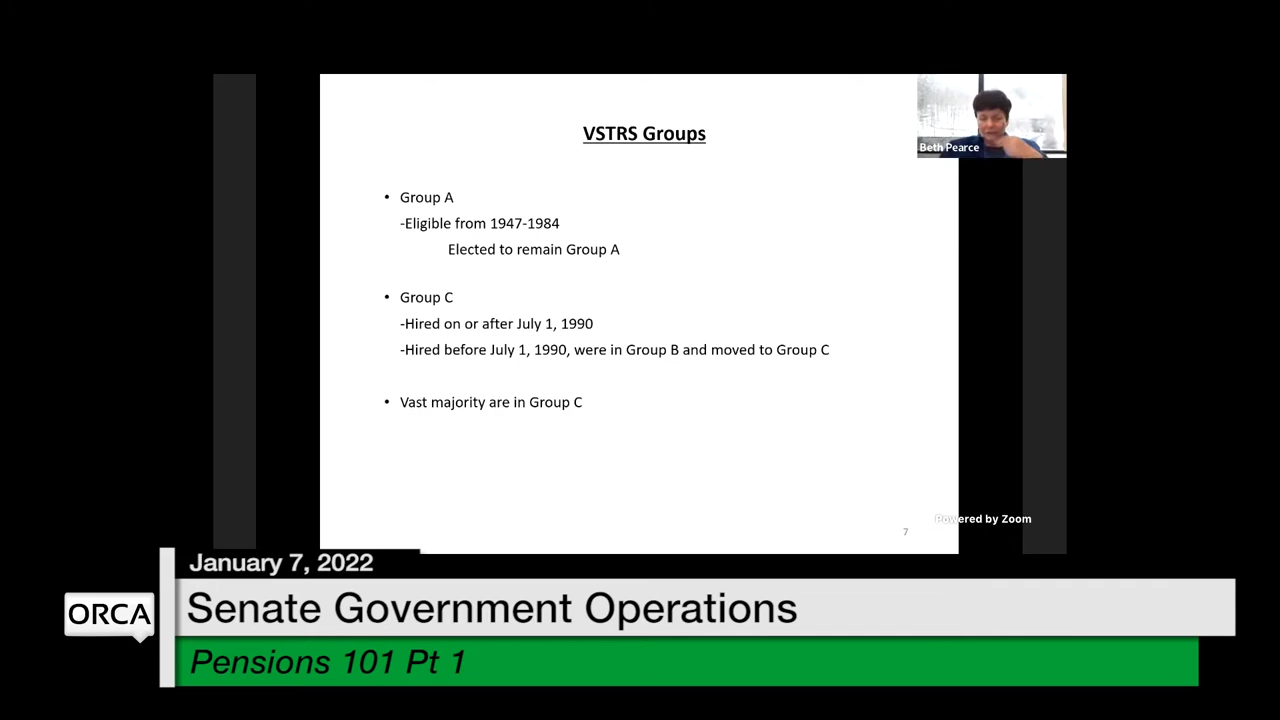 VSTRS Groups
Beth Pearce
• Group A
-Eligible from 1947-1984
Elected to remain Group A
• Group C
-Hired on or after July 1, 1990
-Hired before July 1, 1990, were in Group B and moved to Group C
• Vast majority are in Group C
Powered by Zoom
7
January 7, 2022
ORCA
Senate Government Operations
Pensions 101 Pt 1